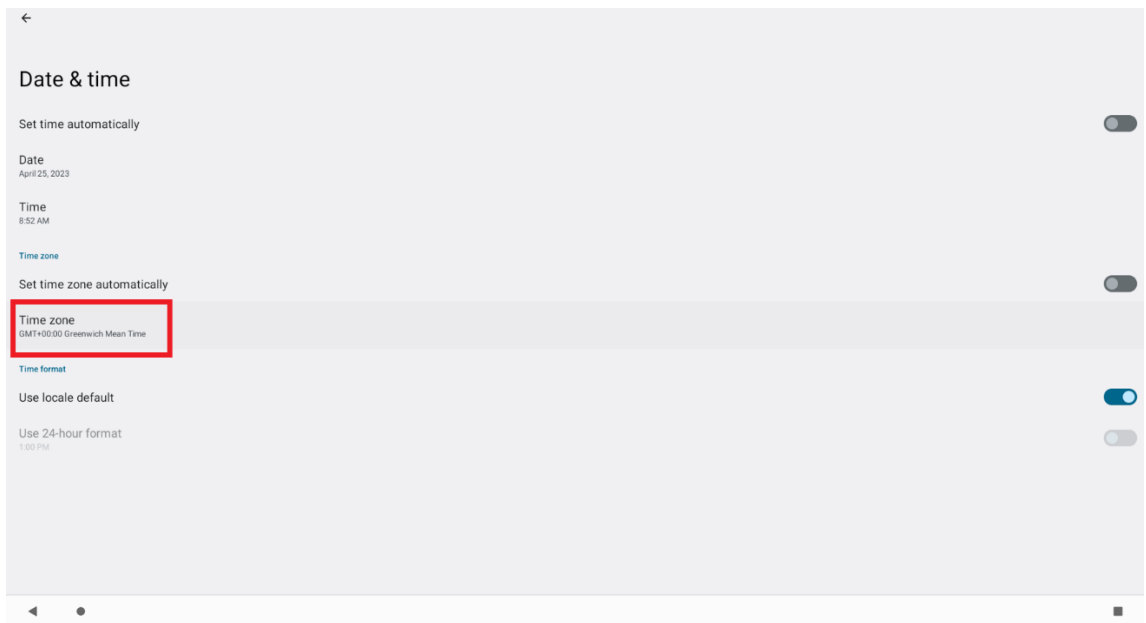 Date & time
Set time automatically
Date
April 25, 2023
Time
8:52 AM
Time zone
Set time zone automatically
Time zone
GMT+00:00 Greenwich Mean Time
Time format
Use locale default
Use 24-hour format
1:00 PM